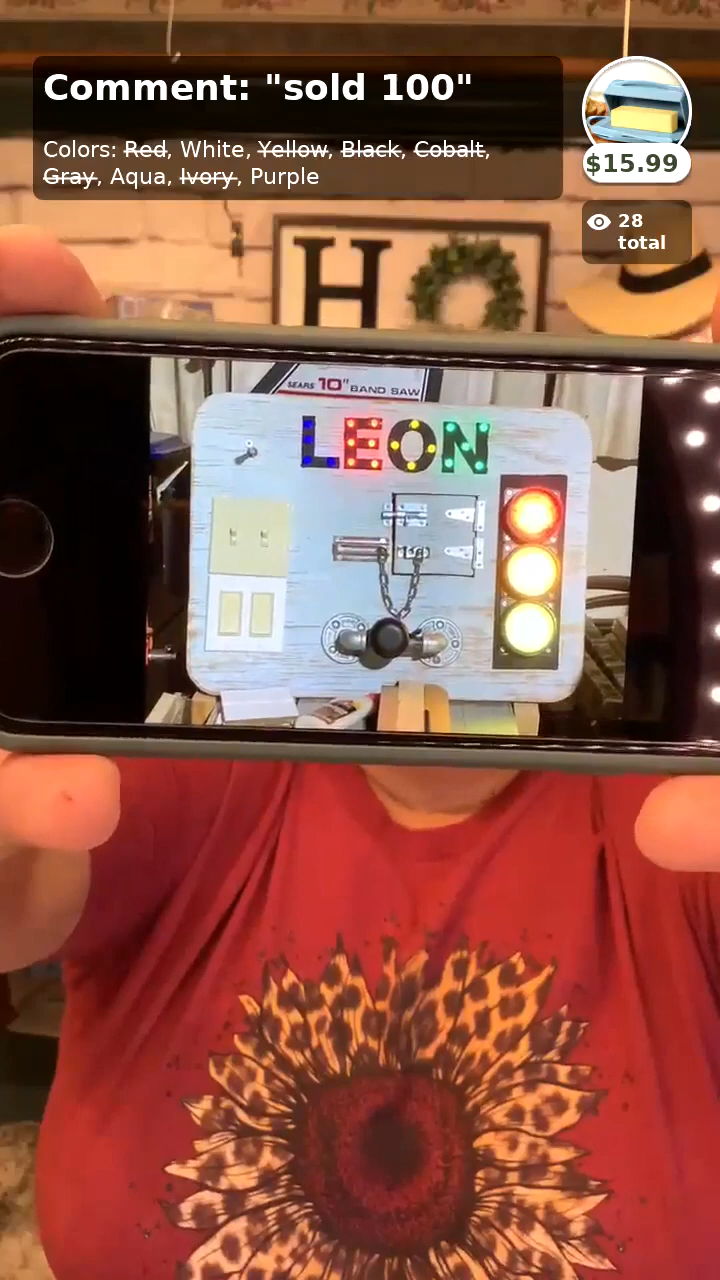 Comment: "sold 100"
Colors: Red, White, Yellow, Black, Cobalt,
Gray, Aqua, Ivory, Purple
$15.99
28
total
HO
SEARS 10" BAND SAW
LEON